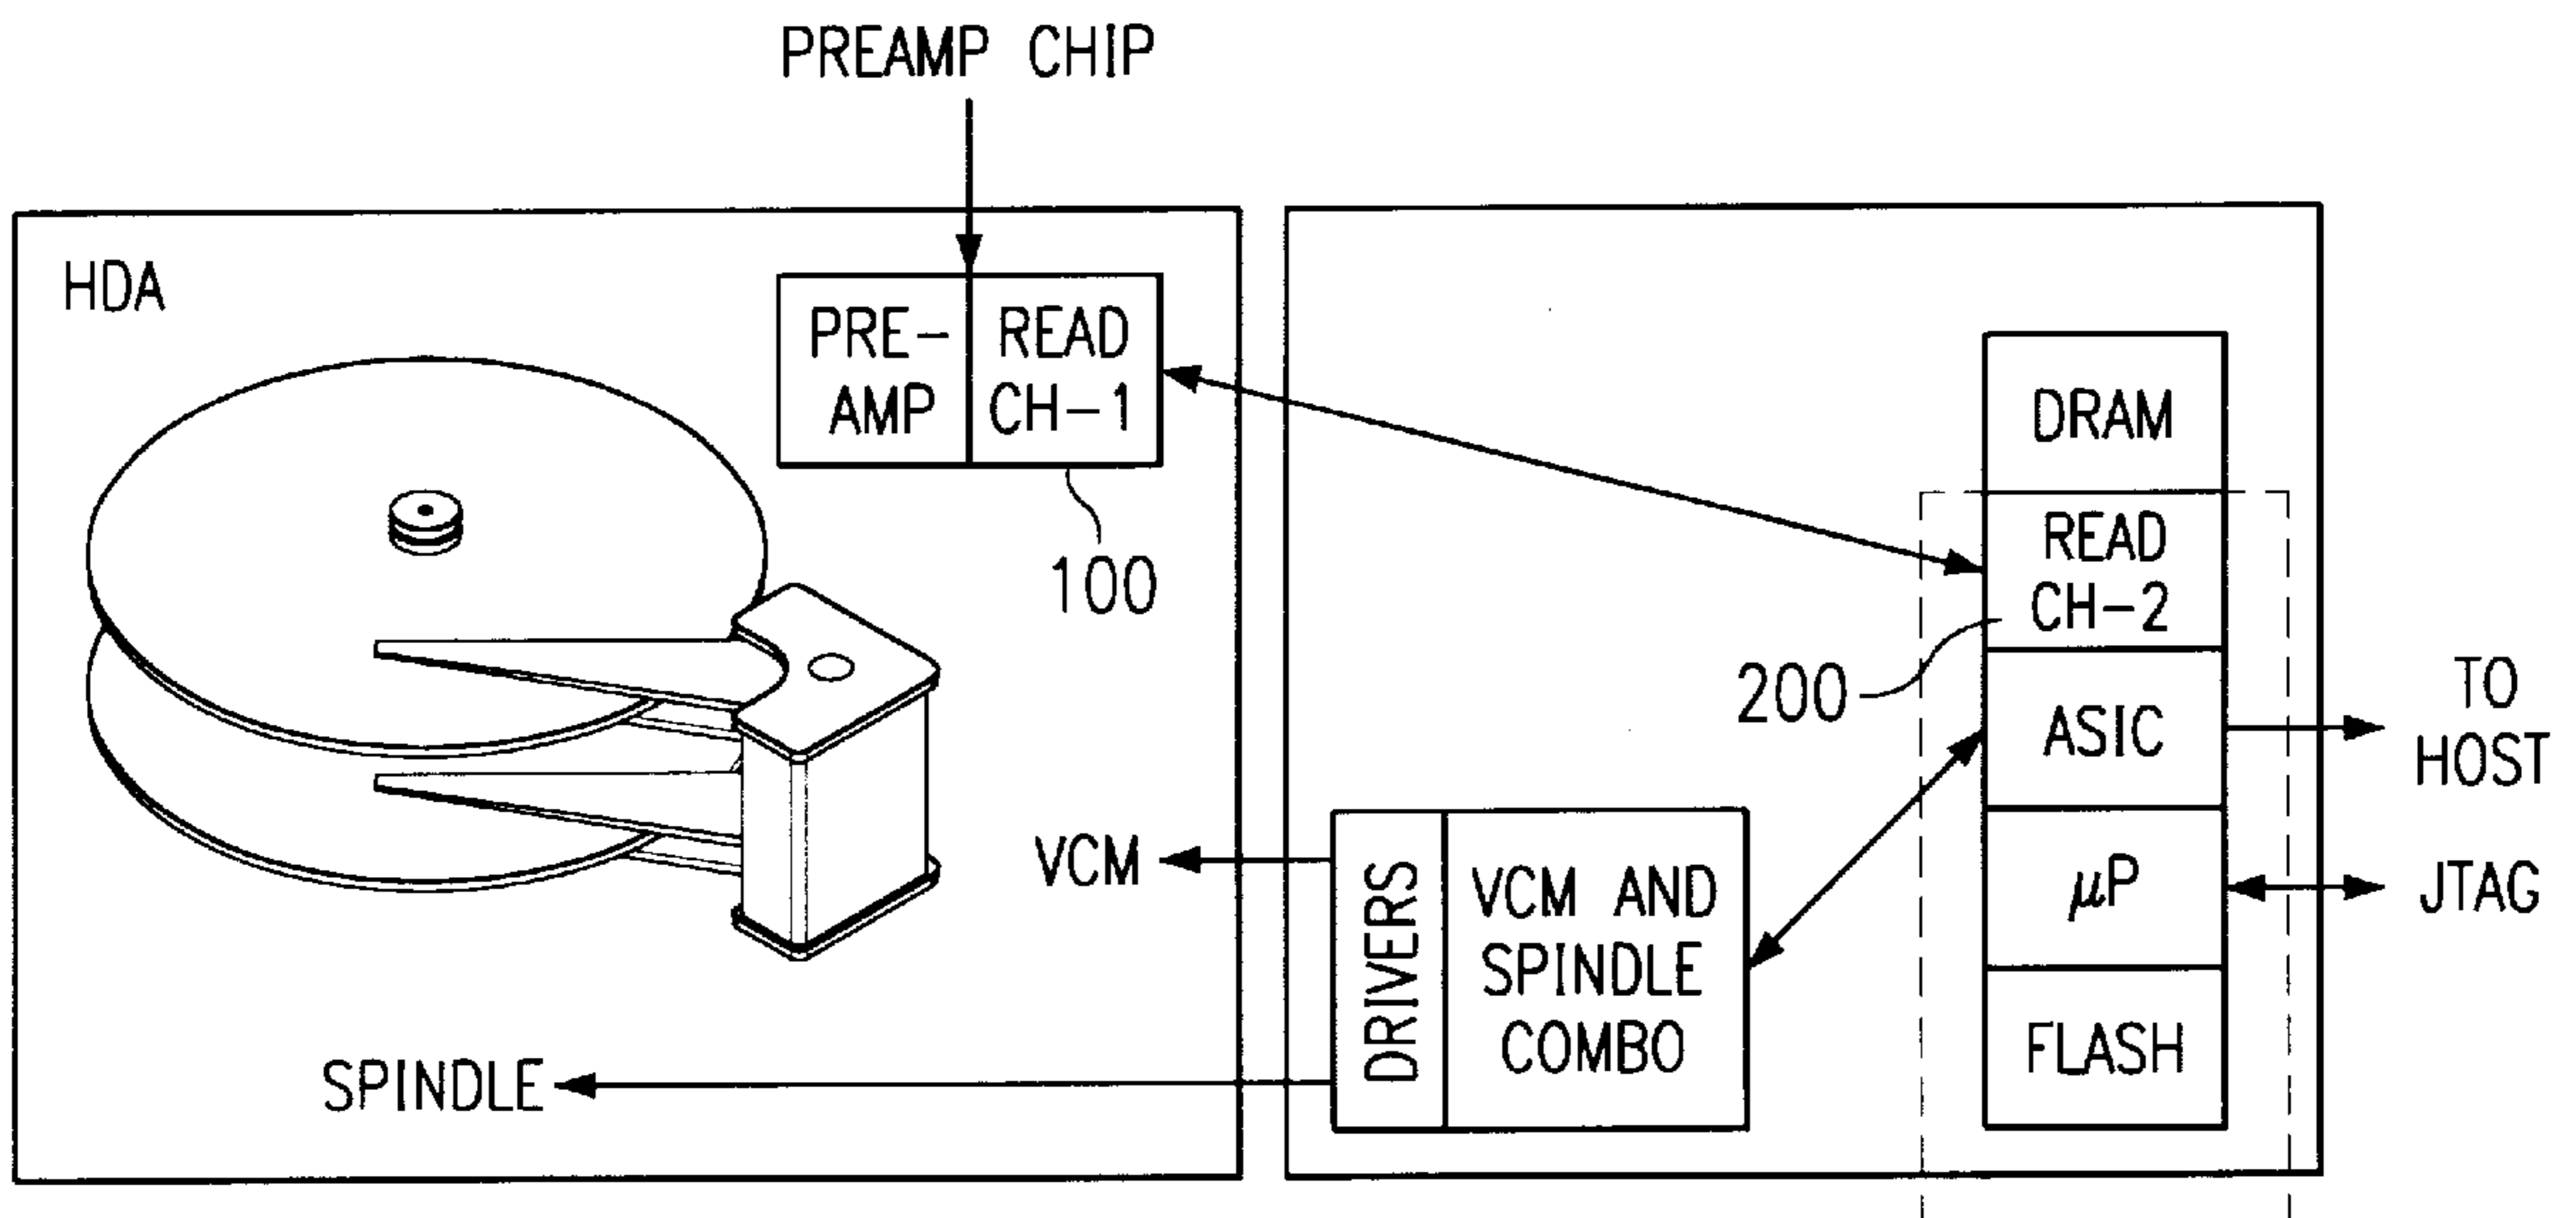 PREAMP CHIP
HDA
PRE-
AMP
READ
CH-1
100
DRAM
READ
CH-2
200
ASIC
TO
HOST
μP
JTAG
FLASH
VCM
DRIVERS
VCM AND
SPINDLE
COMBO
SPINDLE